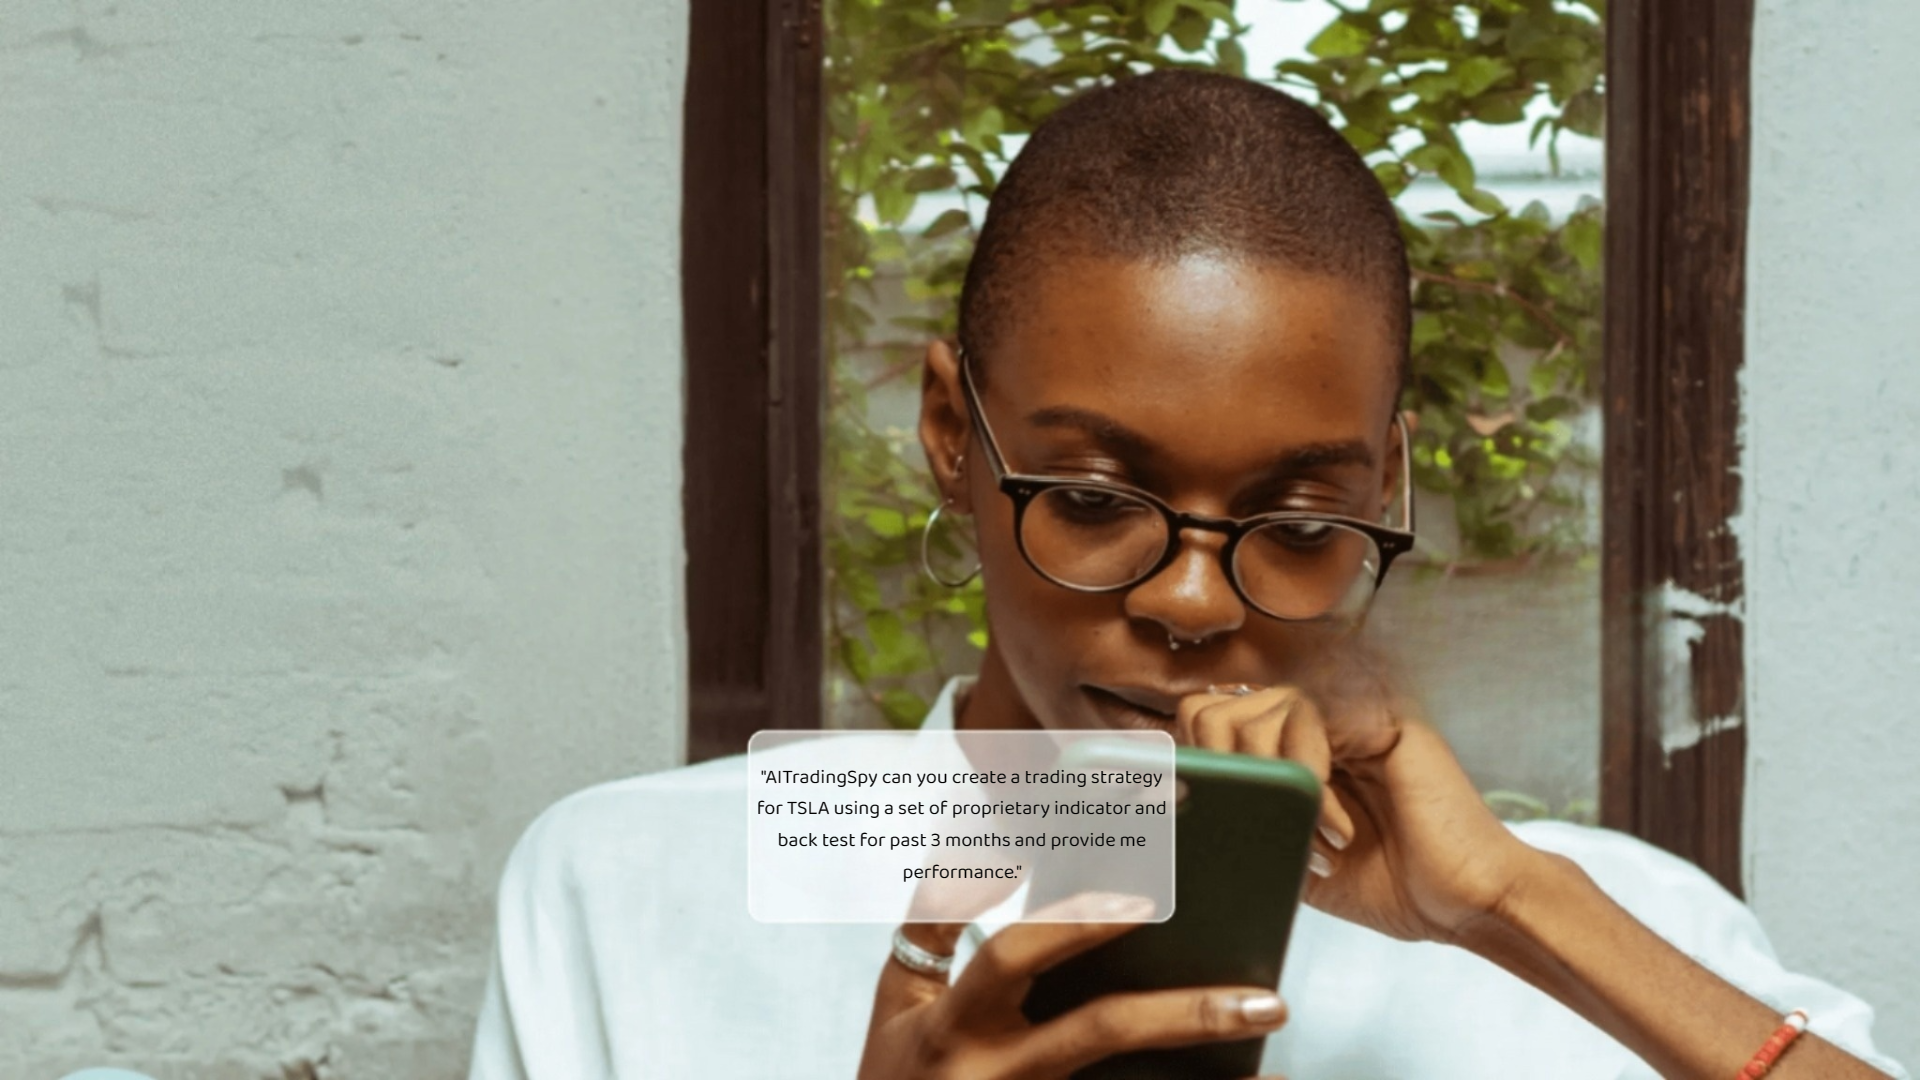 "AITradingSpy can you create a trading strategy
for TSLA using a set of proprietary indicator and
back test for past 3 months and provide me
performance."